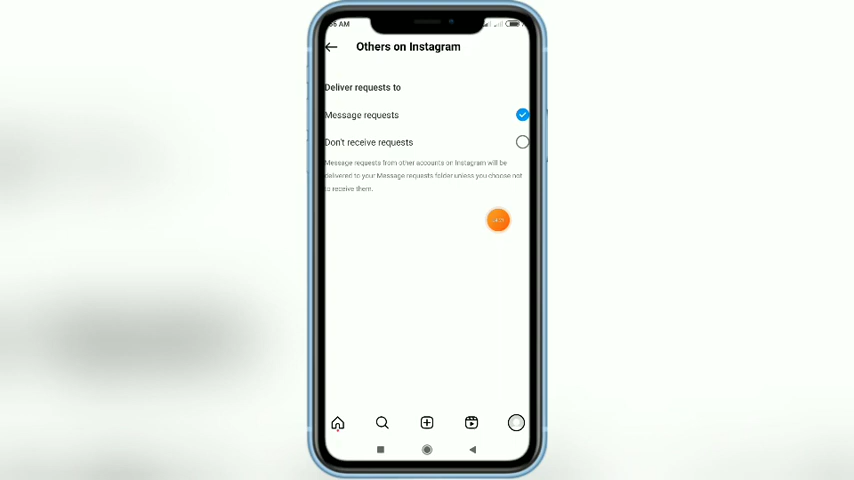 AM
Others on Instagram
Deliver requests to
Message requests
Don't receive requests
Message requests from other accounts on Instagram will be
delivered to your Message requests folder unless you choose not
to receive them.